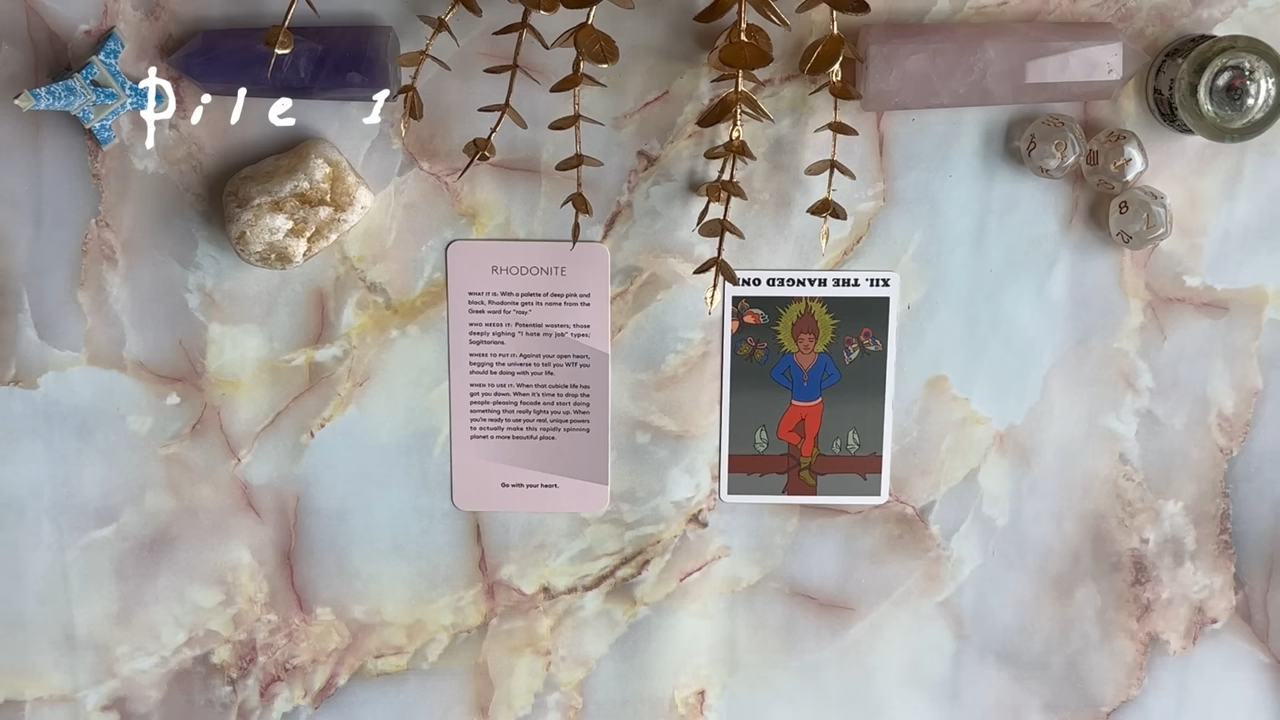 Pile 1
RHODONITE
WHAT IT IS: With a palette of deep pink and
black, Rhodonite gets its name from the
Greek word for "rosy."
WHO NEEDS IT: Potential wasters; those
deeply sighing "I hate my job" types;
Sagittarians.
WHERE TO PUT IT: Against your open heart,
begging the universe to tell you WTF you
should be doing with your life.
WHEN TO USE IT: When that cubicle life has
got you down. When it's time to drop the
people-pleasing facade and start doing
something that really lights you up. When
you're ready to use your real, unique powers
to actually make this rapidly spinning
planet a more beautiful place.
Go with your heart.
XII. THE HANGED ON
8
12